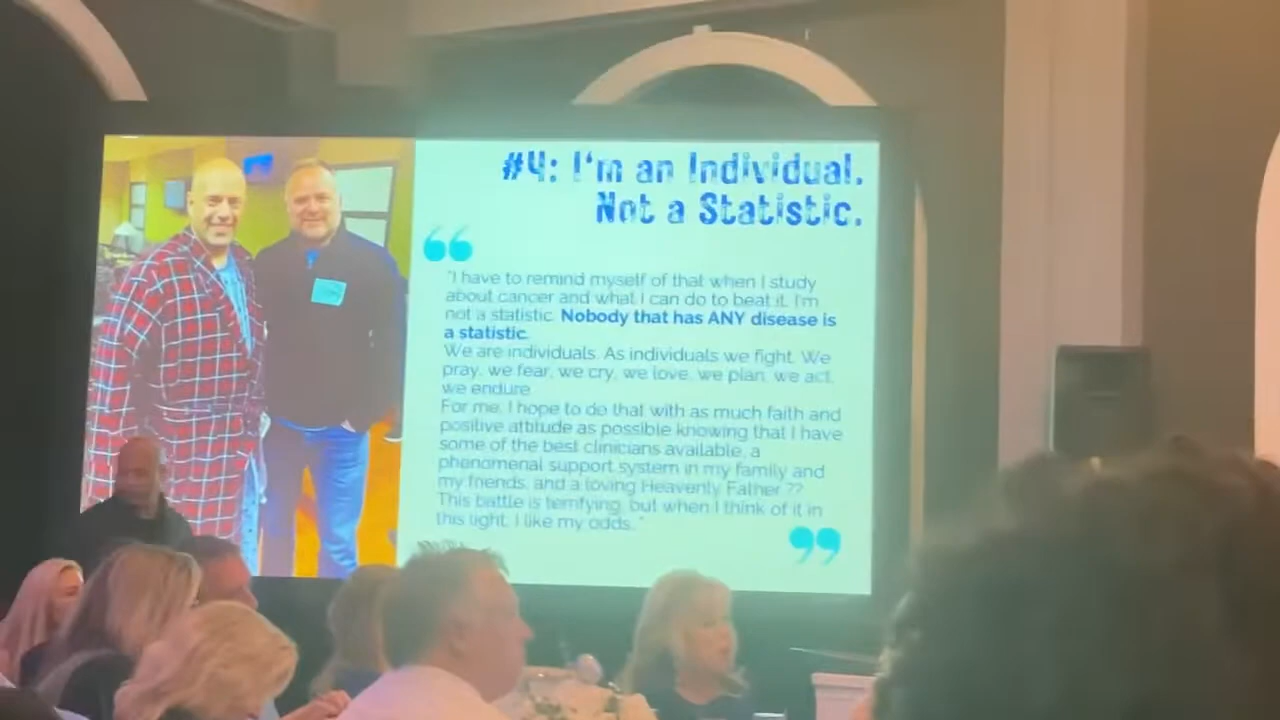 #4: I'm an Individual.
Not a Statistic.
“
"I have to remind myself of that when I study
about cancer and what I can do to beat it. I'm
not a statistic. Nobody that has ANY disease is
a statistic.
We are individuals. As individuals we fight. We
pray, we fear, we cry, we love, we plan, we act,
we endure.
For me, I hope to do that with as much faith and
positive attitude as possible knowing that I have
some of the best clinicians available, a
phenomenal support system in my family and
my friends, and a loving Heavenly Father ??
This battle is terrifying, but when I think of it in
this light, I like my odds."
”